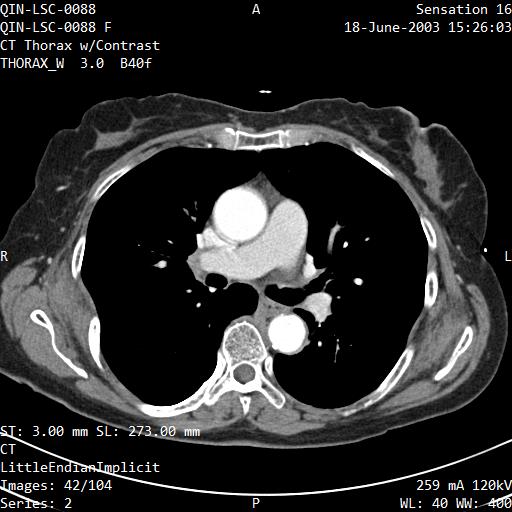 QIN-LSC-0088
A
Sensation 16
QIN-LSC-0088 F
18-June-2003 15:26:03
CT Thorax w/Contrast
THORAX_W 3.0 B40f
R
L
ST: 3.00 mm SL: 273.00 mm
CT
LittleEndianImplicit
Images: 42/104
259 mA 120kV
Series: 2
P
WL: 40 WW: 400